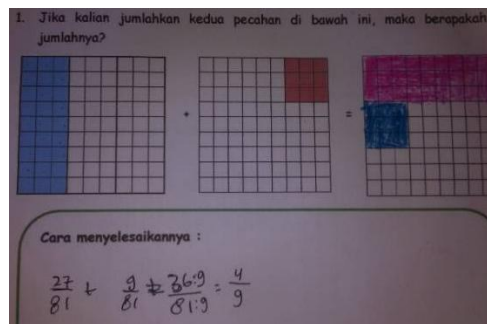 1. Jika kalian jumlahkan kedua pecahan di bawah ini, maka berapakah
jumlahnya?
+ =
Cara menyelesaikannya :
27/81 + 9/81 = 36:9/81:9 = 4/9